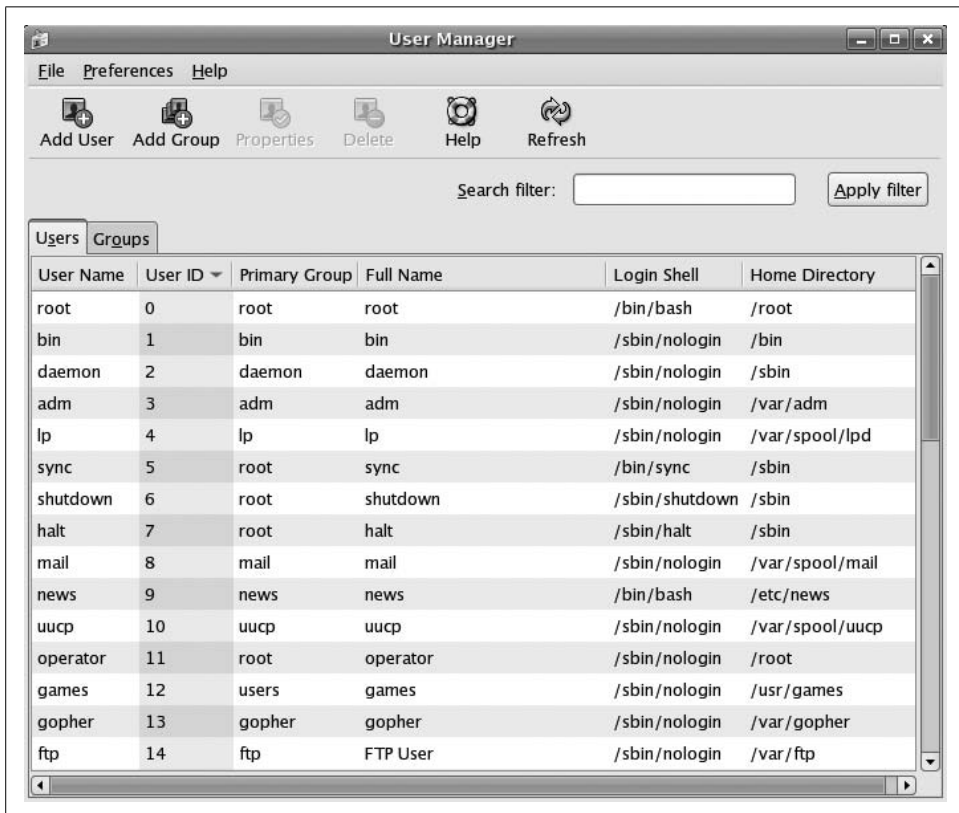 User Manager
File Preferences Help
Add User Add Group Properties Delete Help Refresh
Search filter: Apply filter
Users Groups
User Name User ID Primary Group Full Name Login Shell Home Directory
root 0 root root /bin/bash /root
bin 1 bin bin /sbin/nologin /bin
daemon 2 daemon daemon /sbin/nologin /sbin
adm 3 adm adm /sbin/nologin /var/adm
lp 4 lp lp /sbin/nologin /var/spool/lpd
sync 5 root sync /bin/sync /sbin
shutdown 6 root shutdown /sbin/shutdown /sbin
halt 7 root halt /sbin/halt /sbin
mail 8 mail mail /sbin/nologin /var/spool/mail
news 9 news news /bin/bash /etc/news
uucp 10 uucp uucp /sbin/nologin /var/spool/uucp
operator 11 root operator /sbin/nologin /root
games 12 users games /sbin/nologin /usr/games
gopher 13 gopher gopher /sbin/nologin /var/gopher
ftp 14 ftp FTP User /sbin/nologin /var/ftp